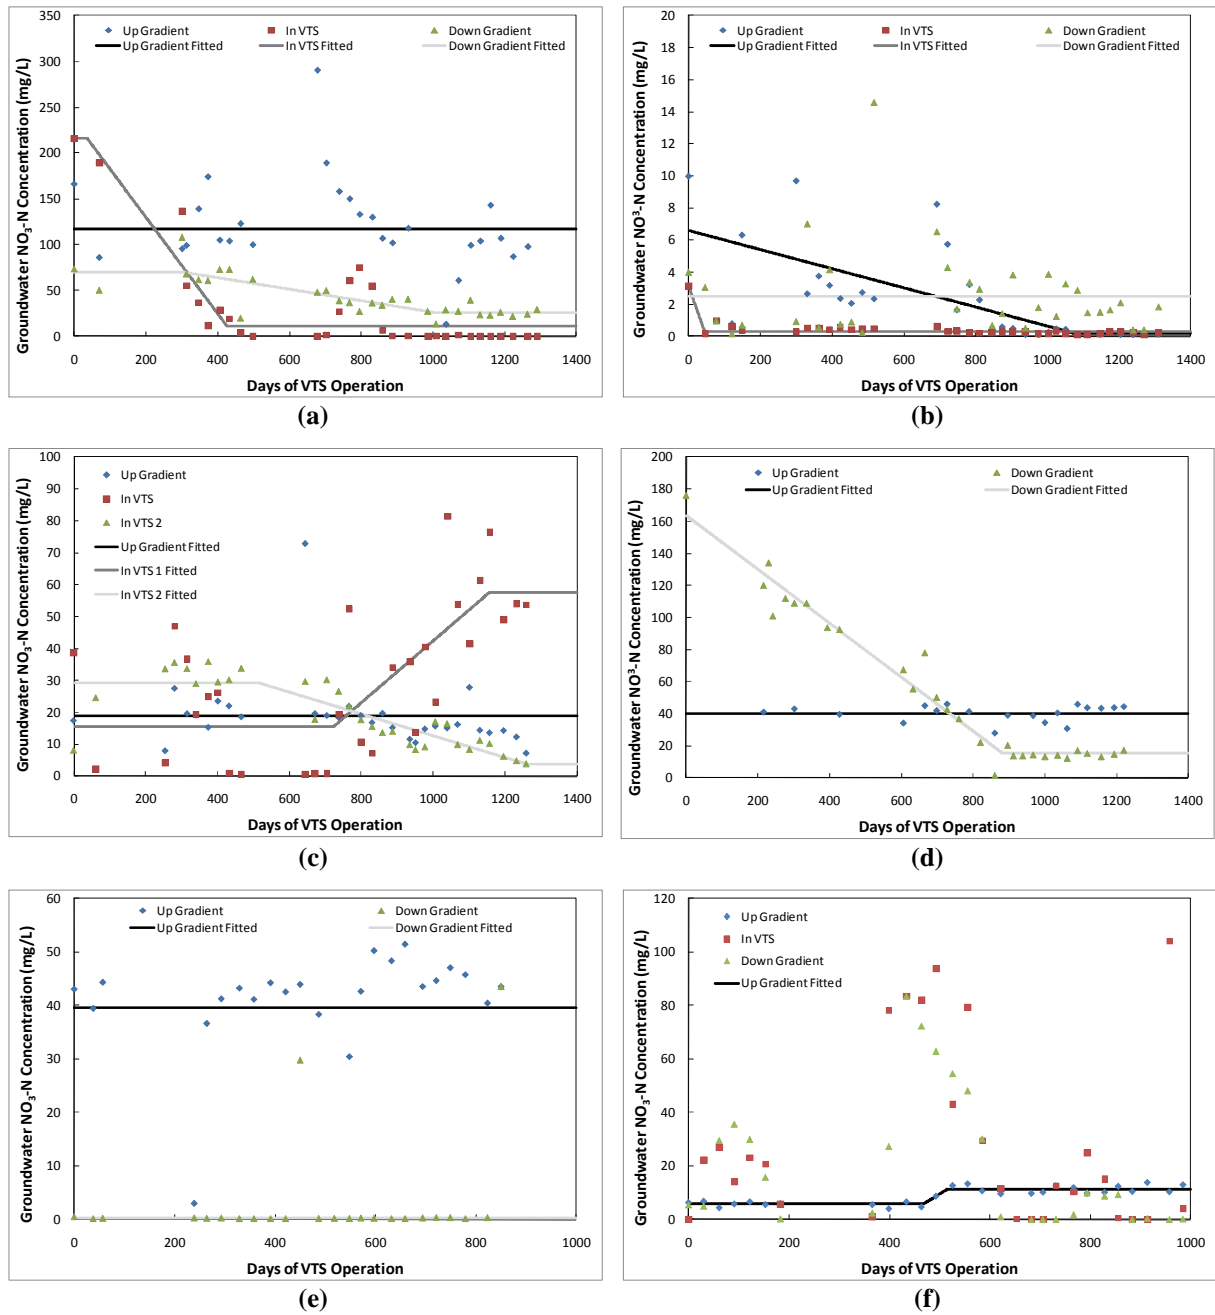 Up Gradient
In VTS
Down Gradient
Up Gradient Fitted
In VTS Fitted
Down Gradient Fitted
Groundwater NO₃-N Concentration (mg/L)
350
300
250
200
150
100
50
0
0 200 400 600 800 1000 1200 1400
Days of VTS Operation
(a)
Up Gradient
In VTS
Down Gradient
Up Gradient Fitted
In VTS Fitted
Down Gradient Fitted
Groundwater NO³-N Concentration (mg/L)
20
18
16
14
12
10
8
6
4
2
0
0 200 400 600 800 1000 1200 1400
Days of VTS Operation
(b)
Up Gradient
In VTS
In VTS 2
Up Gradient Fitted
In VTS 1 Fitted
In VTS 2 Fitted
Groundwater NO₃-N Concentration (mg/L)
100
90
80
70
60
50
40
30
20
10
0
0 200 400 600 800 1000 1200 1400
Days of VTS Operation
(c)
Up Gradient
Down Gradient
Up Gradient Fitted
Down Gradient Fitted
Groundwater NO³-N Concentration (mg/L)
200
180
160
140
120
100
80
60
40
20
0
0 200 400 600 800 1000 1200 1400
Days of VTS Operation
(d)
Up Gradient
Down Gradient
Up Gradient Fitted
Down Gradient Fitted
Groundwater NO₃-N Concentration (mg/L)
60
50
40
30
20
10
0
0 200 400 600 800 1000
Days of VTS Operation
(e)
Up Gradient
In VTS
Down Gradient
Up Gradient Fitted
Groundwater NO₃-N Concentration (mg/L)
120
100
80
60
40
20
0
0 200 400 600 800 1000
Days of VTS Operation
(f)